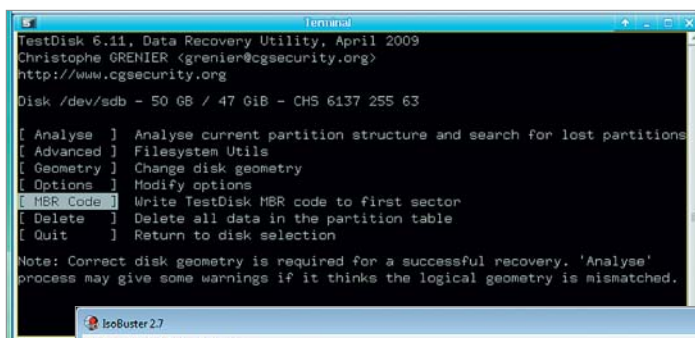 Terminal
TestDisk 6.11, Data Recovery Utility, April 2009
Christophe GRENIER <grenier@cgsecurity.org>
http://www.cgsecurity.org
Disk /dev/sdb - 50 GB / 47 GiB - CHS 6137 255 63
[ Analyse ] Analyse current partition structure and search for lost partitions
[ Advanced ] Filesystem Utils
[ Geometry ] Change disk geometry
[ Options ] Modify options
[ MBR Code ] Write TestDisk MBR code to first sector
[ Delete ] Delete all data in the partition table
[ Quit ] Return to disk selection
Note: Correct disk geometry is required for a successful recovery. 'Analyse'
process may give some warnings if it thinks the logical geometry is mismatched.
IsoBuster 2.7